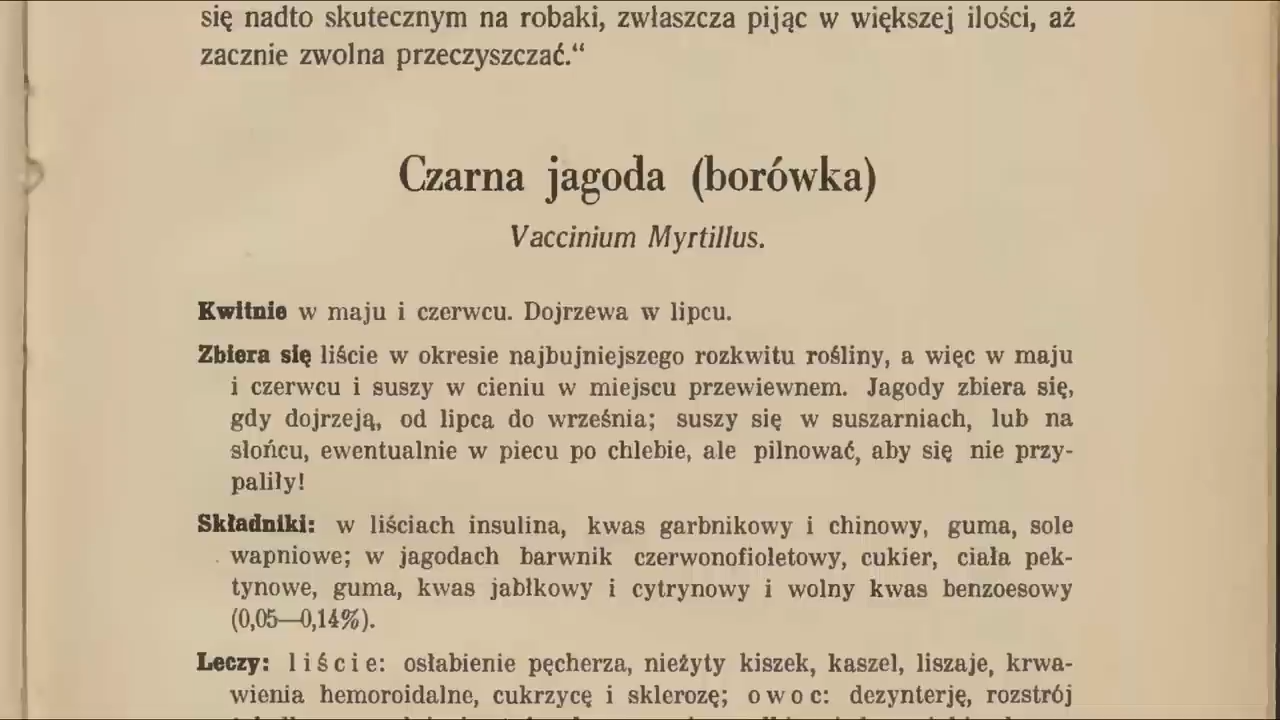 się nadto skutecznym na robaki, zwłaszcza pijąc w większej ilości, aż
zacznie zwolna przeczyszczać.“
Czarna jagoda (borówka)
Vaccinium Myrtillus.
Kwitnie w maju i czerwcu. Dojrzewa w lipcu.
Zbiera się liście w okresie najbujniejszego rozkwitu rośliny, a więc w maju
i czerwcu i suszy w cieniu w miejscu przewiewnem. Jagody zbiera się,
gdy dojrzeją, od lipca do września; suszy się w suszarniach, lub na
słońcu, ewentualnie w piecu po chlebie, ale pilnować, aby się nie przy-
paliły!
Składniki: w liściach insulina, kwas garbnikowy i chinowy, guma, sole
wapniowe; w jagodach barwnik czerwonofioletowy, cukier, ciała pek-
tynowe, guma, kwas jabłkowy i cytrynowy i wolny kwas benzoesowy
(0,05—0,14%).
Leczy: liście: osłabienie pęcherza, nieżyty kiszek, kaszel, liszaje, krwa-
wienia hemoroidalne, cukrzycę i sklerozę; owoc: dezynterję, rozstrój